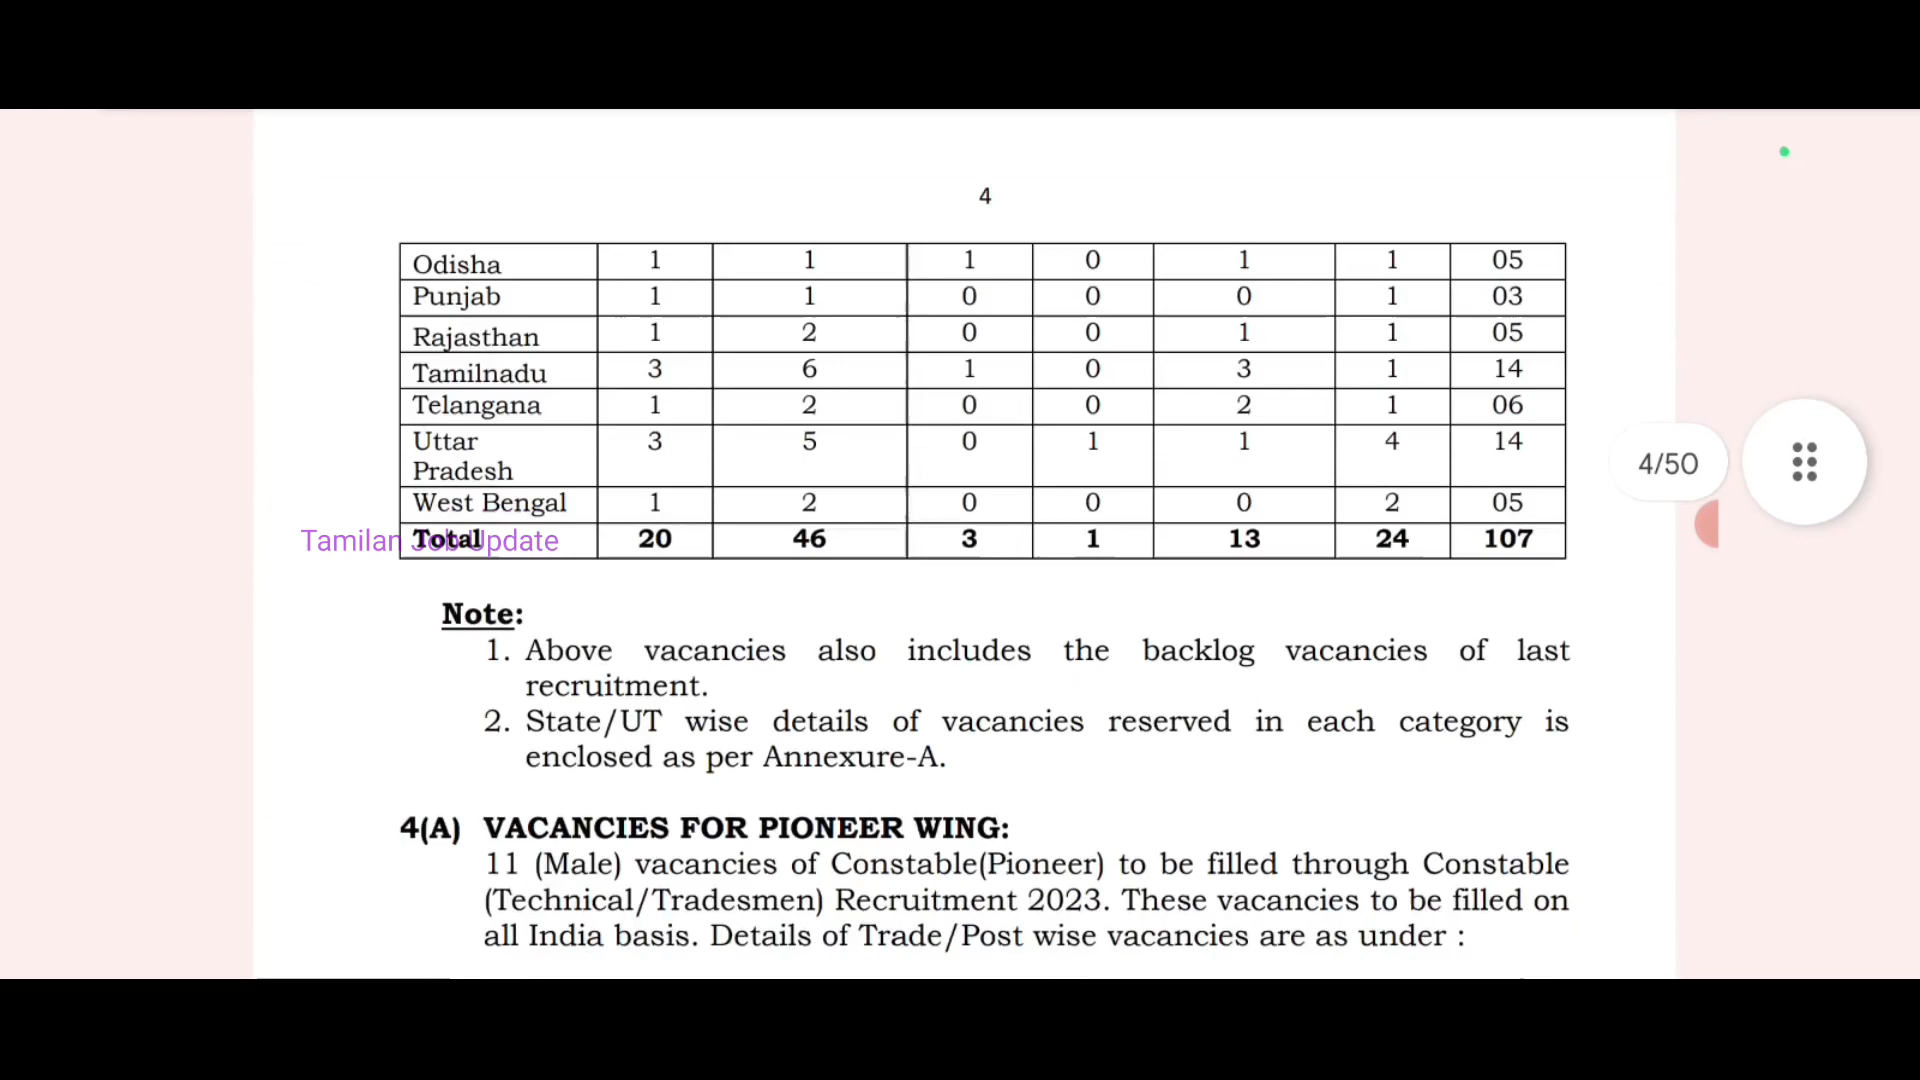 4
Odisha 1 1 1 0 1 1 05
Punjab 1 1 0 0 0 1 03
Rajasthan 1 2 0 0 1 1 05
Tamilnadu 3 6 1 0 3 1 14
Telangana 1 2 0 0 2 1 06
Uttar 3 5 0 1 1 4 14
Pradesh
West Bengal 1 2 0 0 0 2 05
Total 20 46 3 1 13 24 107
Tamilan Job Update
4/50
Note:
1. Above vacancies also includes the backlog vacancies of last
recruitment.
2. State/UT wise details of vacancies reserved in each category is
enclosed as per Annexure-A.
4(A) VACANCIES FOR PIONEER WING:
11 (Male) vacancies of Constable(Pioneer) to be filled through Constable
(Technical/Tradesmen) Recruitment 2023. These vacancies to be filled on
all India basis. Details of Trade/Post wise vacancies are as under :